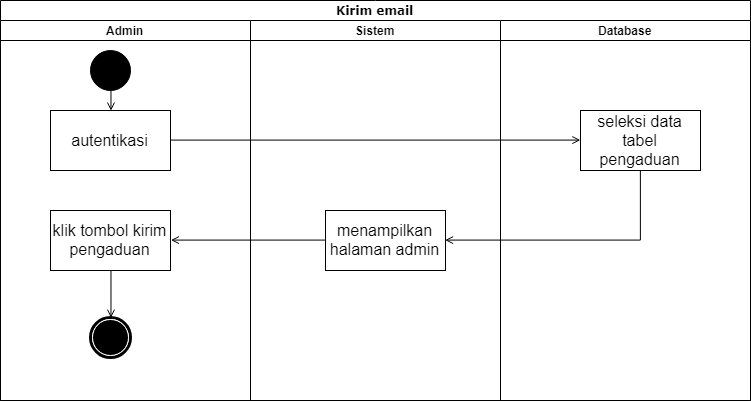 Kirim email
Admin
Sistem
Database
autentikasi
seleksi data
tabel
pengaduan
klik tombol kirim
pengaduan
menampilkan
halaman admin